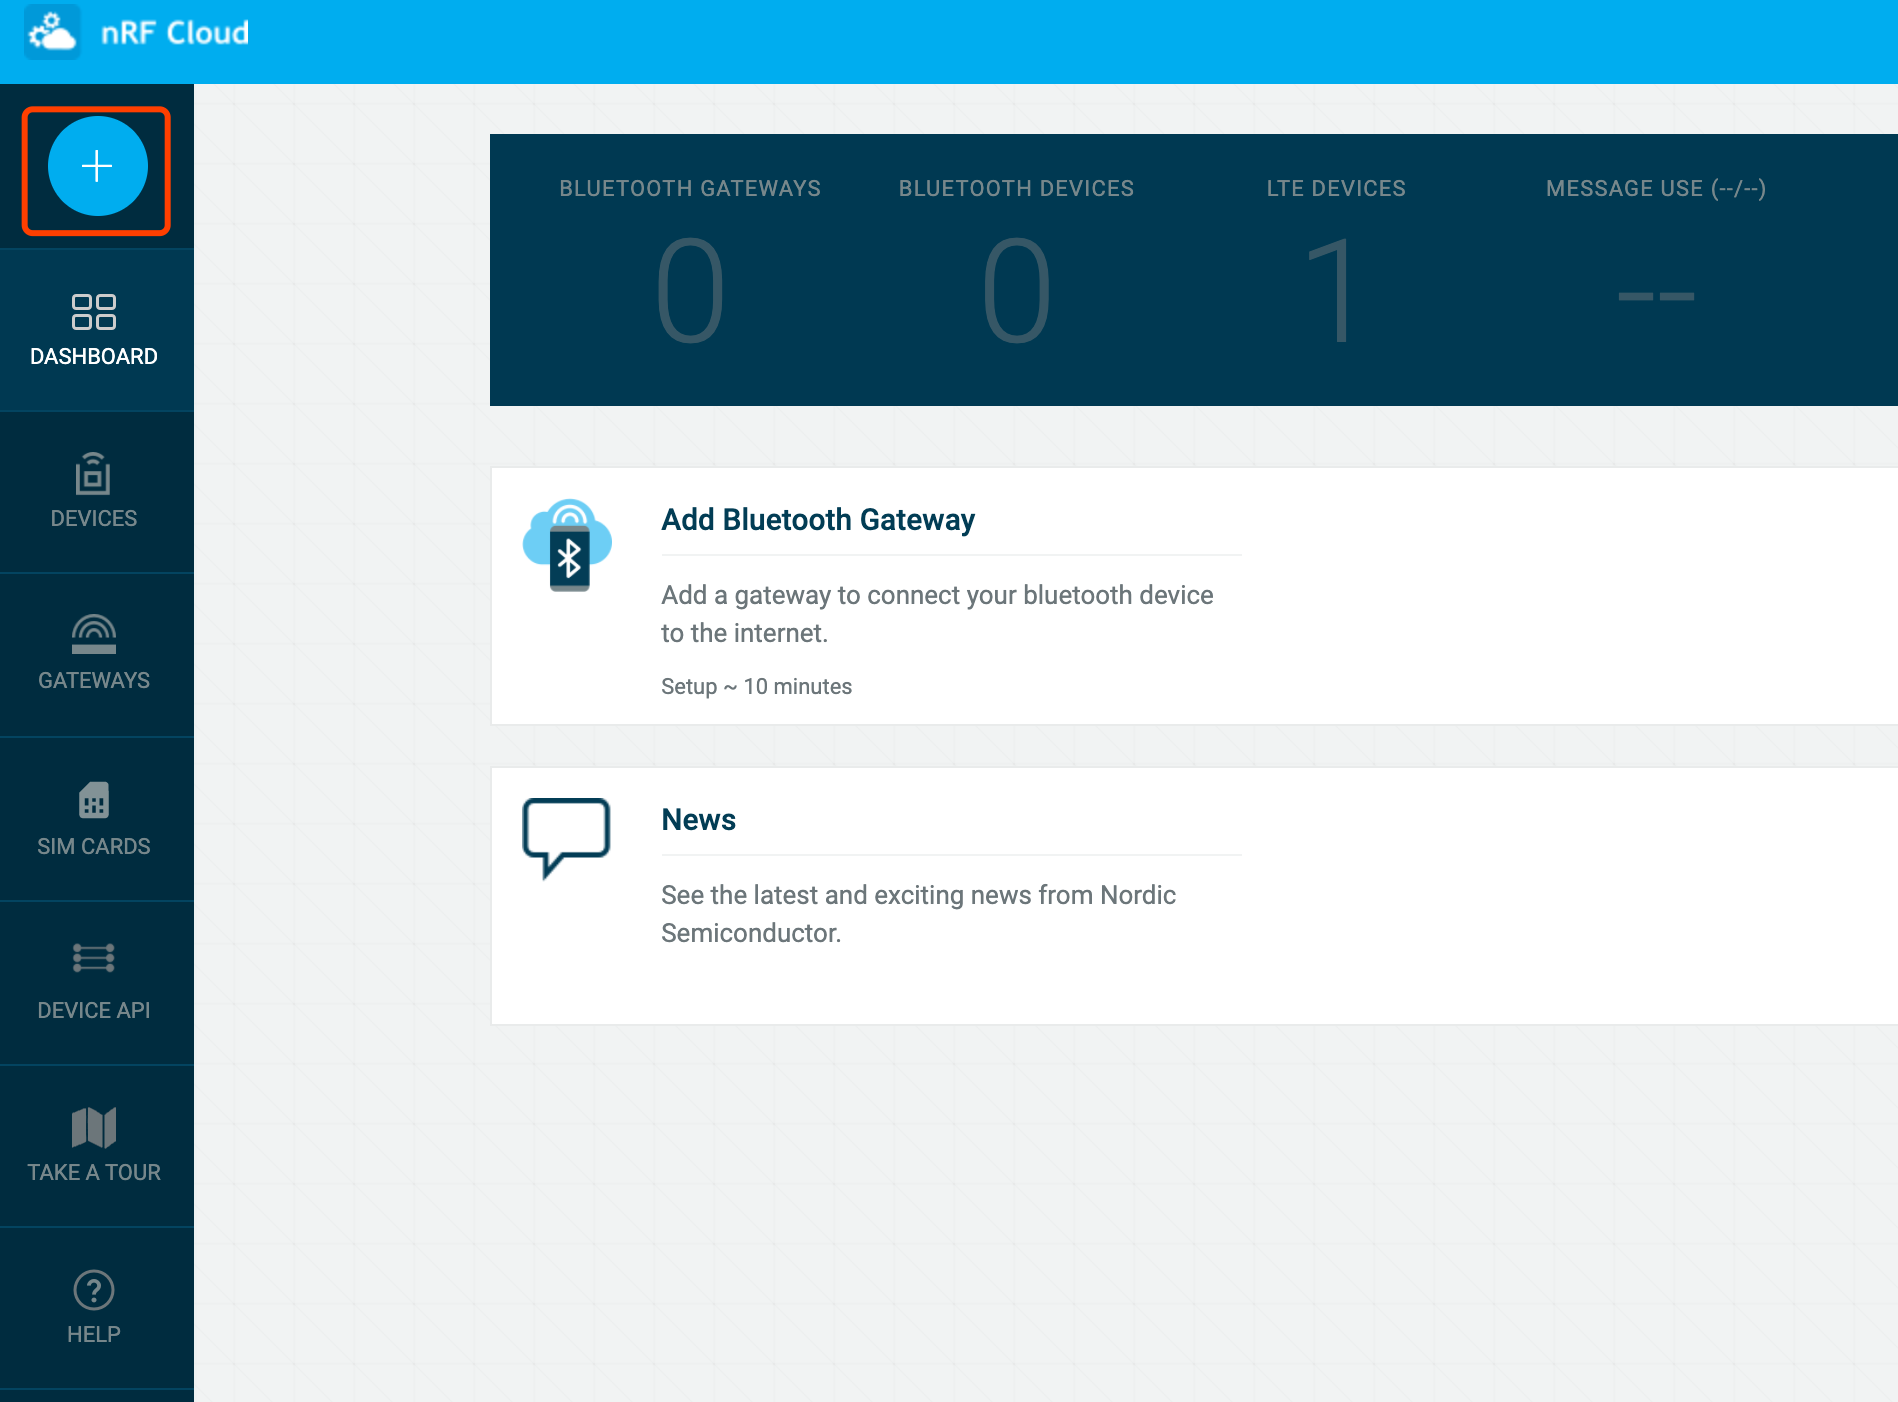 nRF Cloud
DASHBOARD
DEVICES
GATEWAYS
SIM CARDS
DEVICE API
TAKE A TOUR
HELP
BLUETOOTH GATEWAYS
0
BLUETOOTH DEVICES
0
LTE DEVICES
1
MESSAGE USE (--/--)
--
Add Bluetooth Gateway
Add a gateway to connect your bluetooth device
to the internet.
Setup ~ 10 minutes
News
See the latest and exciting news from Nordic
Semiconductor.